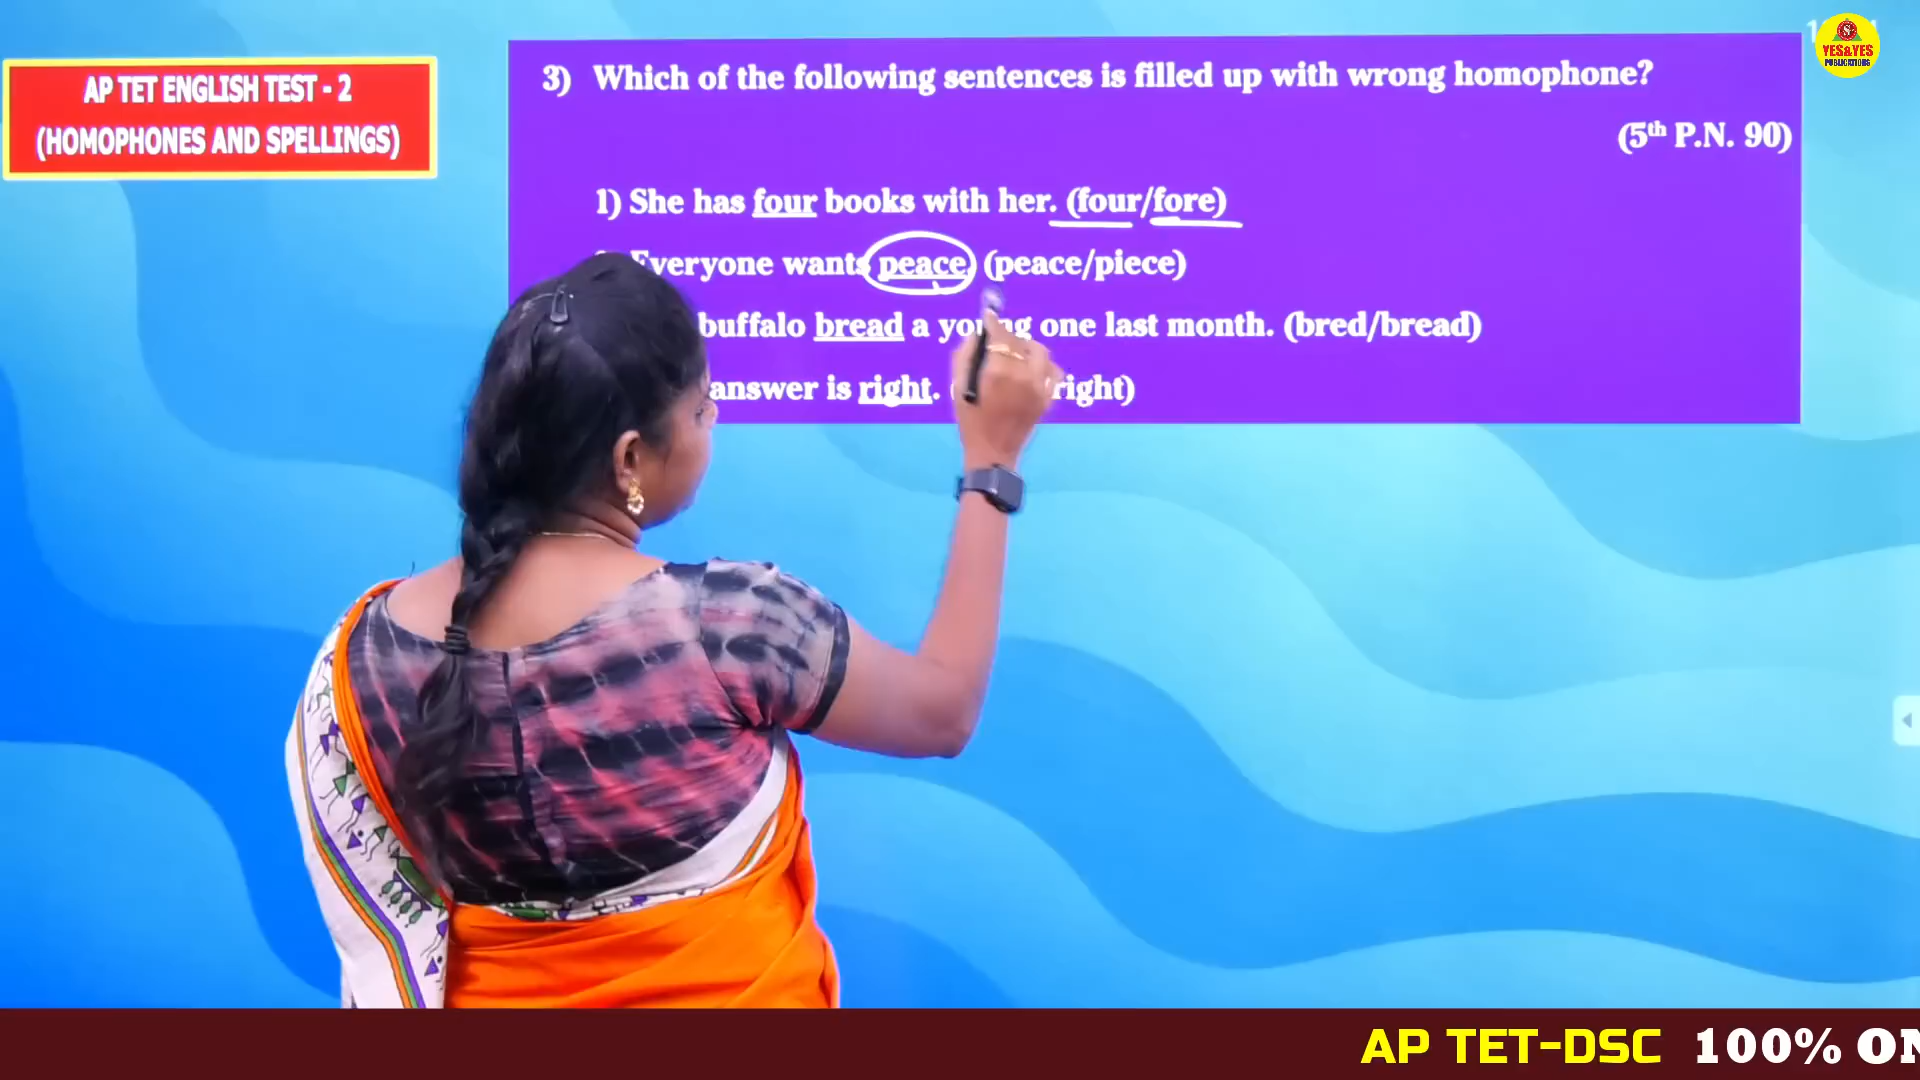 AP TET ENGLISH TEST - 2
(HOMOPHONES AND SPELLINGS)
3) Which of the following sentences is filled up with wrong homophone?
(5th P.N. 90)
1) She has four books with her. (four/fore)
Everyone wants peace. (peace/piece)
buffalo bread a young one last month. (bred/bread)
answer is right. right)
YES&YES
PUBLICATIONS
AP TET-DSC 100%